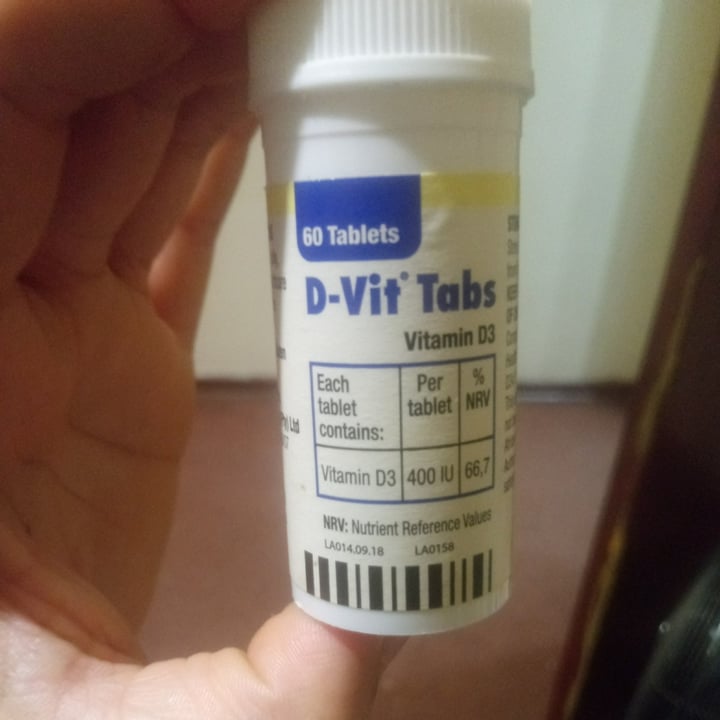 60 Tablets
D-Vit® Tabs
Vitamin D3
Each tablet contains:
Per tablet
% NRV
Vitamin D3
400 IU
66,7
NRV: Nutrient Reference Values
LA014.09.18
LA0158
Ltd